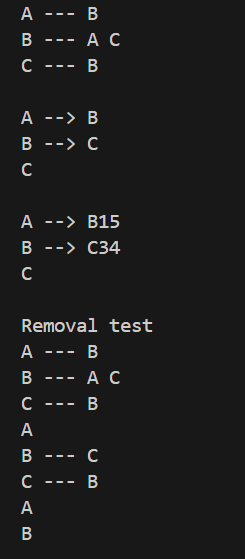 A --- B
B --- A C
C --- B

A --> B
B --> C
C

A --> B15
B --> C34
C

Removal test
A --- B
B --- A C
C --- B
A
B --- C
C --- B
A
B